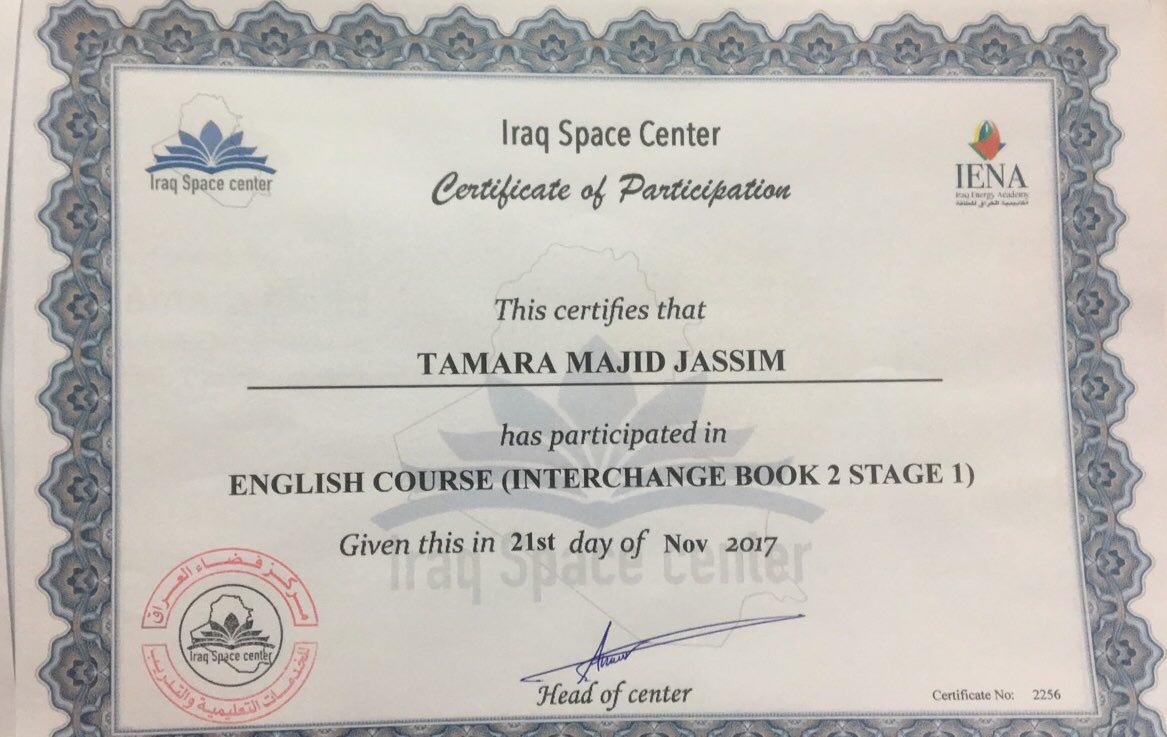 Iraq Space Center
Certificate of Participation
Iraq Space center
IENA
Iraq Energy Academy
اكاديمية العراق للطاقة
This certifies that
TAMARA MAJID JASSIM
has participated in
ENGLISH COURSE (INTERCHANGE BOOK 2 STAGE 1)
Given this in 21st day of Nov 2017
Iraq Space center
مركز فضاء العراق
Iraq Space center
للخدمات التعليمية والتدريب
Head of center
Certificate No: 2256